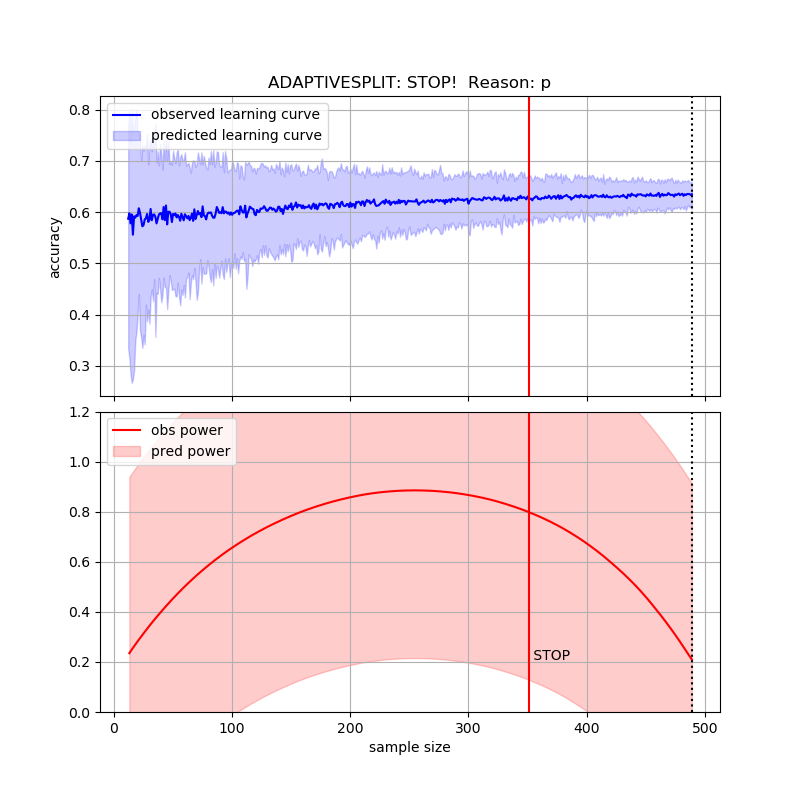 ADAPTIVESPLIT: STOP!  Reason: p
observed learning curve
predicted learning curve
0.8
0.7
0.6
0.5
0.4
0.3
accuracy
obs power
pred power
1.2
1.0
0.8
0.6
0.4
0.2
0.0
STOP
0 100 200 300 400 500
sample size